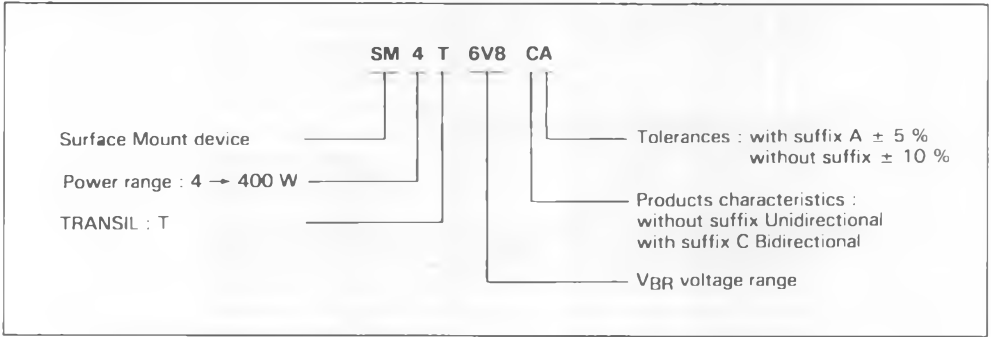 SM 4 T 6V8 CA
Surface Mount device
Power range : 4 → 400 W
TRANSIL : T
Tolerances : with suffix A ± 5 %
without suffix ± 10 %
Products characteristics :
without suffix Unidirectional
with suffix C Bidirectional
VBR voltage range